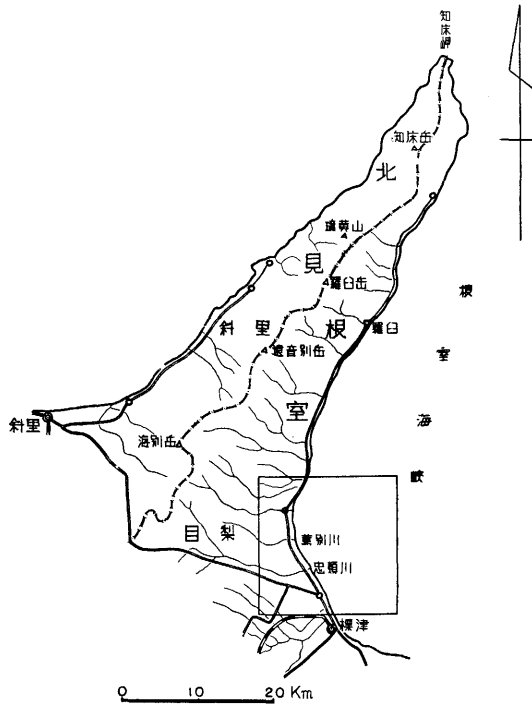 知床岬
知床岳
北
硫黄山
見
羅臼岳
根
斜里
羅臼
根室海峡
遠音別岳
室
斜里
海別岳
目梨
薫別川
忠類川
標津
0 10 20 Km